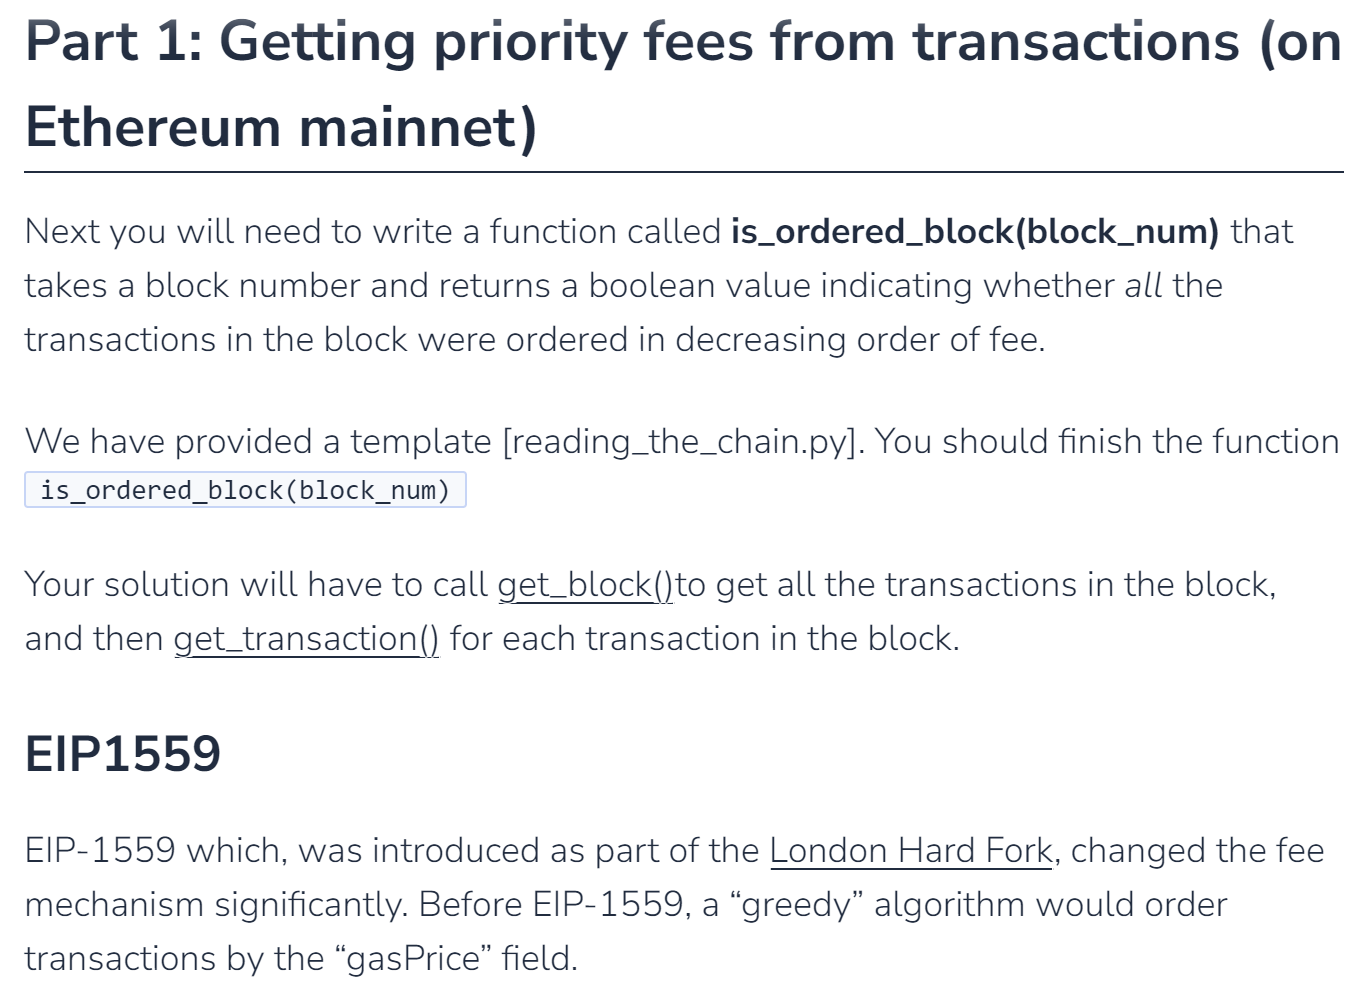 Part 1: Getting priority fees from transactions (on
Ethereum mainnet)
Next you will need to write a function called is_ordered_block(block_num) that
takes a block number and returns a boolean value indicating whether all the
transactions in the block were ordered in decreasing order of fee.
We have provided a template [reading_the_chain.py]. You should finish the function
is_ordered_block(block_num)
Your solution will have to call get_block()to get all the transactions in the block,
and then get_transaction() for each transaction in the block.
EIP1559
EIP-1559 which, was introduced as part of the London Hard Fork, changed the fee
mechanism significantly. Before EIP-1559, a “greedy” algorithm would order
transactions by the “gasPrice” field.